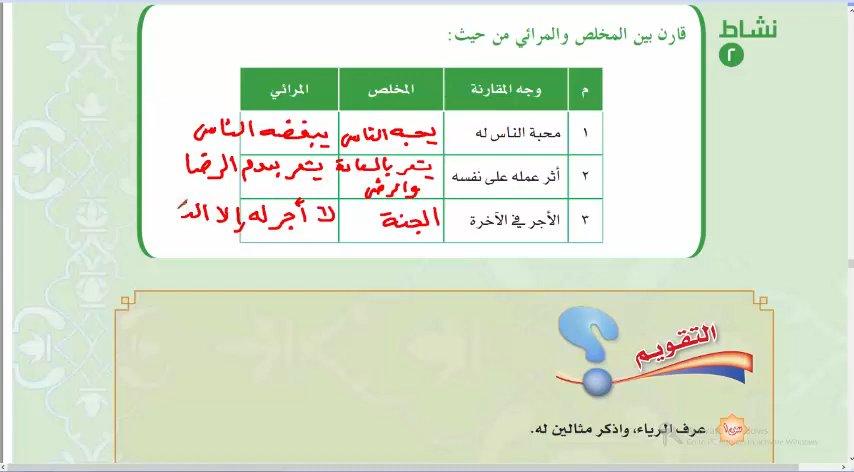 نشاط
٢
قارن بين المخلص والمرائي من حيث:
م وجه المقارنة المخلص المرائي
١ محبة الناس له يحبه الناس يبغضه الناس
٢ أثر عمله على نفسه يشعر بالسعادة والرضى يشعر بعدم الرضا
٣ الأجر في الآخرة الجنة لا أجر له إلا
التقويم
س١ عرف الرياء، واذكر مثالين له.